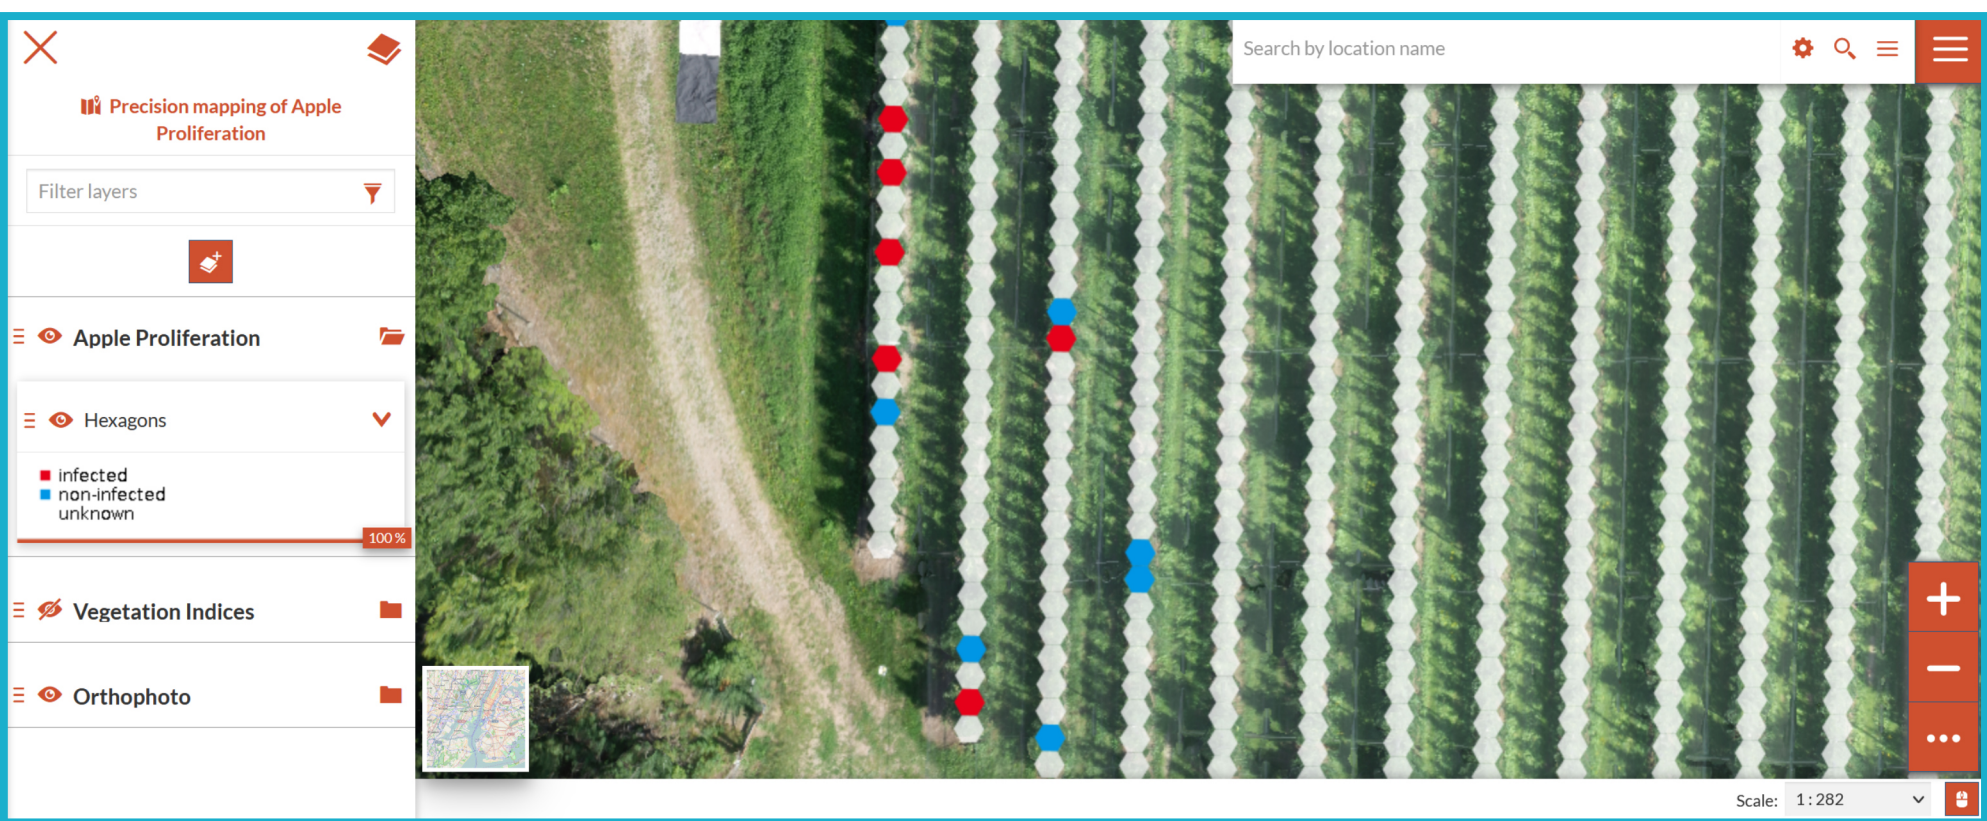 Precision mapping of Apple
Proliferation
Filter layers
Apple Proliferation
Hexagons
infected
non-infected
unknown
100 %
Vegetation Indices
Orthophoto
Search by location name
Scale: 1 : 282